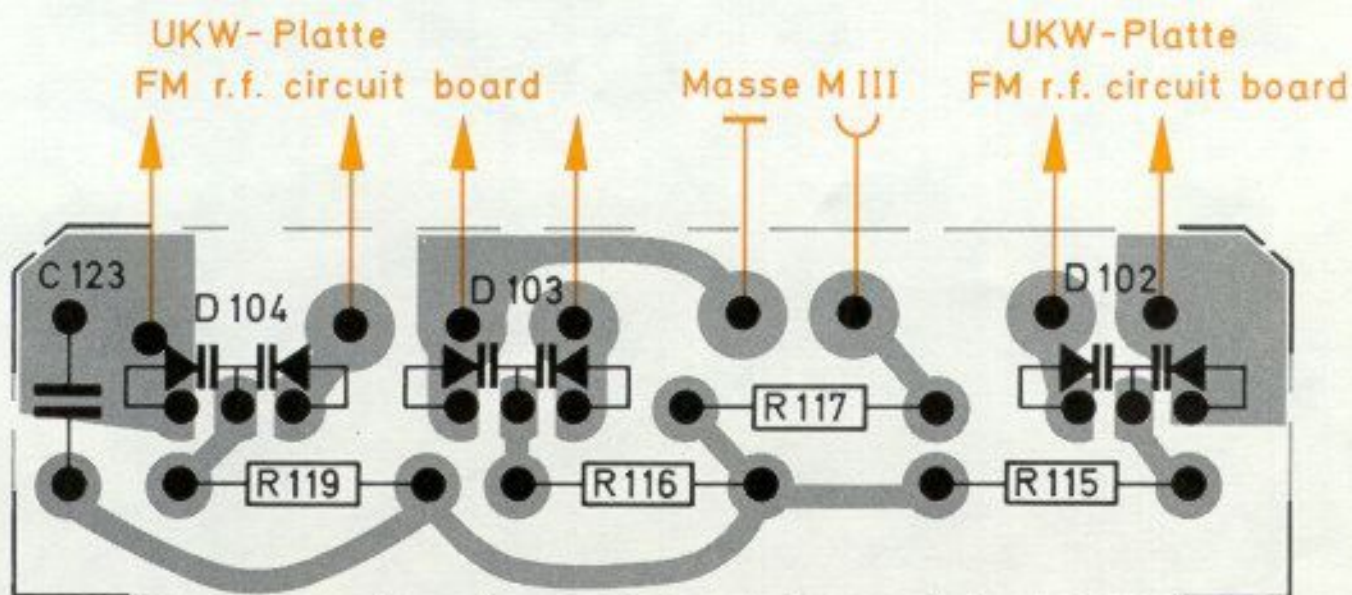 UKW-Platte
FM r.f. circuit board
Masse M III
UKW-Platte
FM r.f. circuit board
C 123
D 104
D 103
D 102
R 117
R 119
R 116
R 115